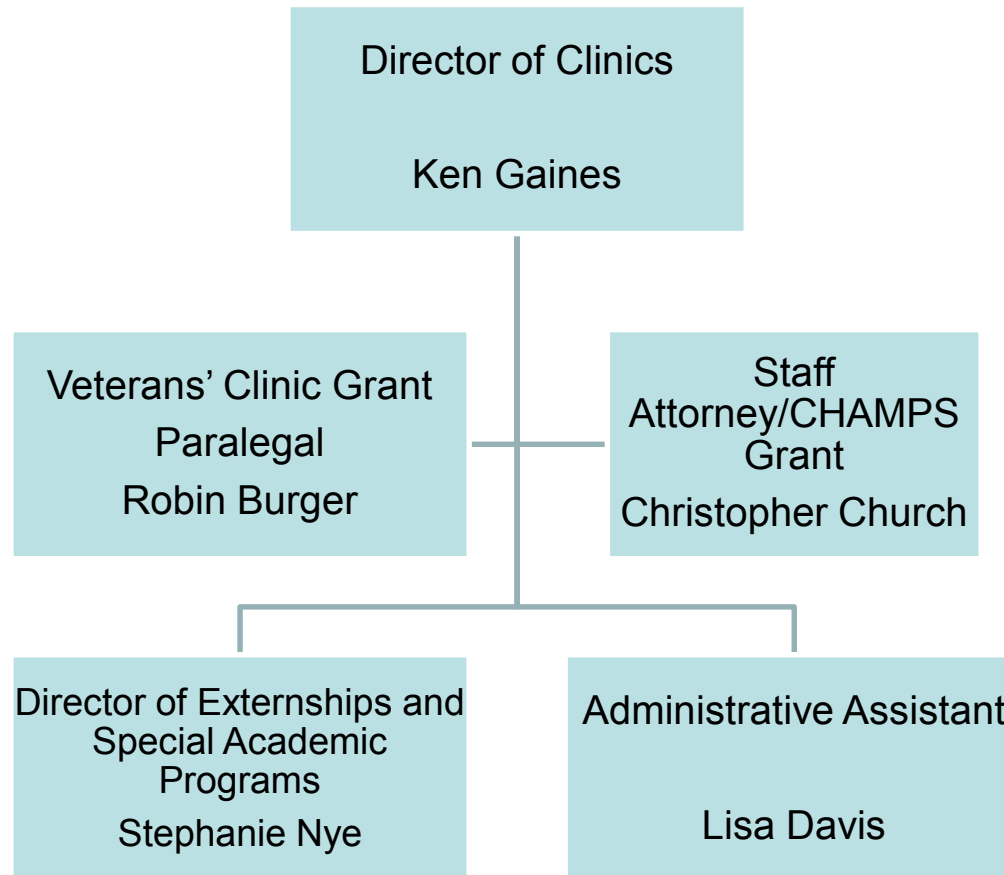 Director of Clinics
Ken Gaines
Veterans’ Clinic Grant
Paralegal
Robin Burger
Staff
Attorney/CHAMPS
Grant
Christopher Church
Director of Externships and
Special Academic
Programs
Stephanie Nye
Administrative Assistant
Lisa Davis